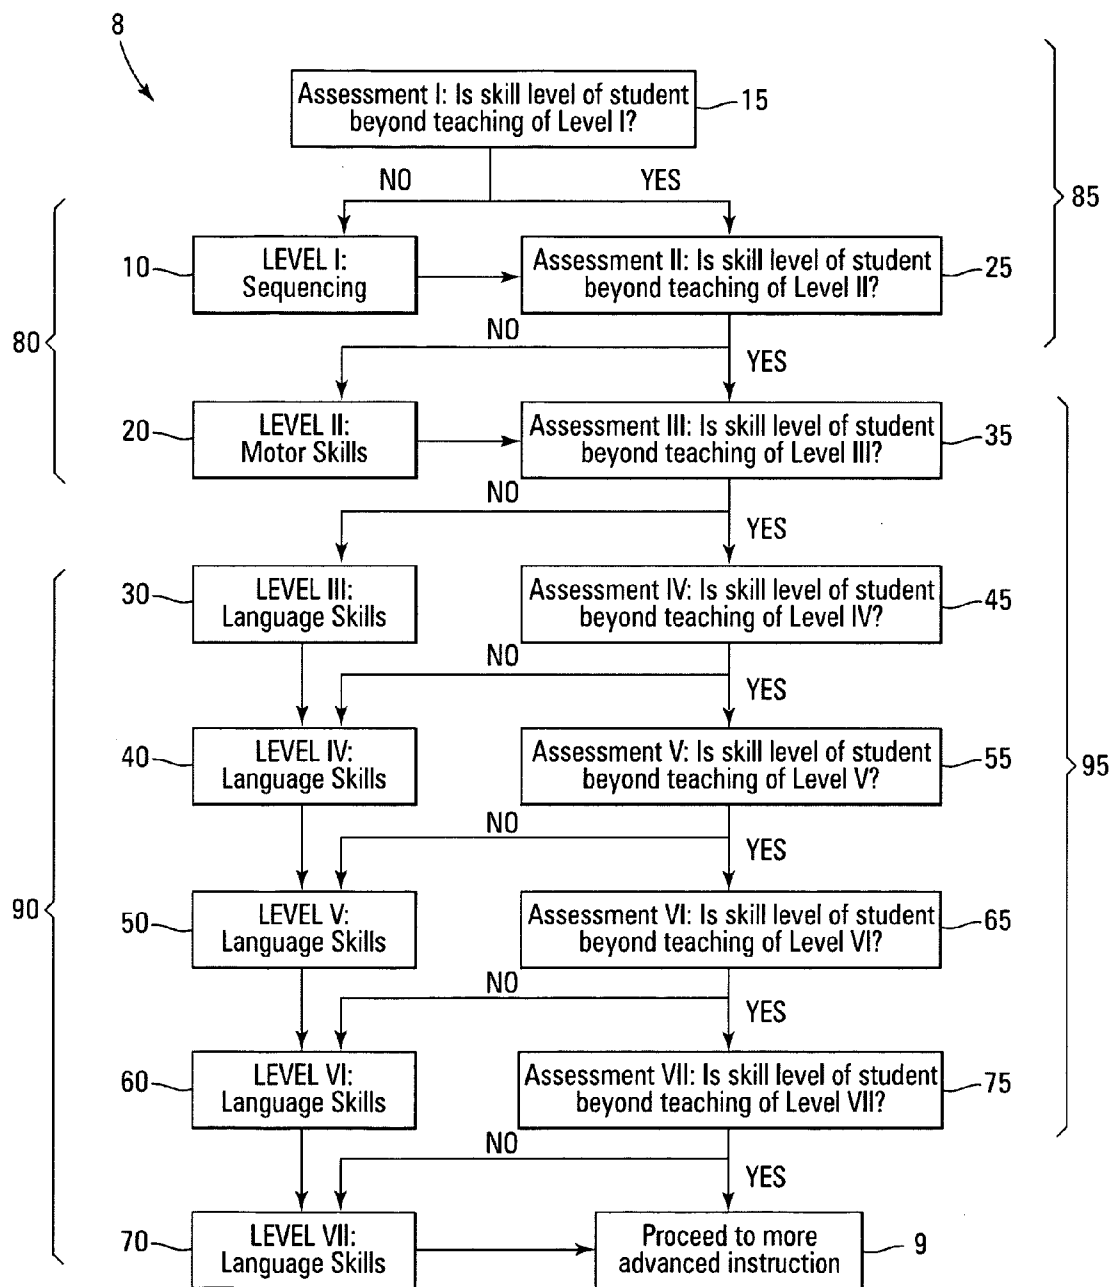 8
Assessment I: Is skill level of student
beyond teaching of Level I?
15
NO
YES
85
10
LEVEL I:
Sequencing
Assessment II: Is skill level of student
beyond teaching of Level II?
25
80
NO
YES
20
LEVEL II:
Motor Skills
Assessment III: Is skill level of student
beyond teaching of Level III?
35
NO
YES
30
LEVEL III:
Language Skills
Assessment IV: Is skill level of student
beyond teaching of Level IV?
45
NO
YES
40
LEVEL IV:
Language Skills
Assessment V: Is skill level of student
beyond teaching of Level V?
55
95
NO
YES
90
50
LEVEL V:
Language Skills
Assessment VI: Is skill level of student
beyond teaching of Level VI?
65
NO
YES
60
LEVEL VI:
Language Skills
Assessment VII: Is skill level of student
beyond teaching of Level VII?
75
NO
YES
70
LEVEL VII:
Language Skills
Proceed to more
advanced instruction
9